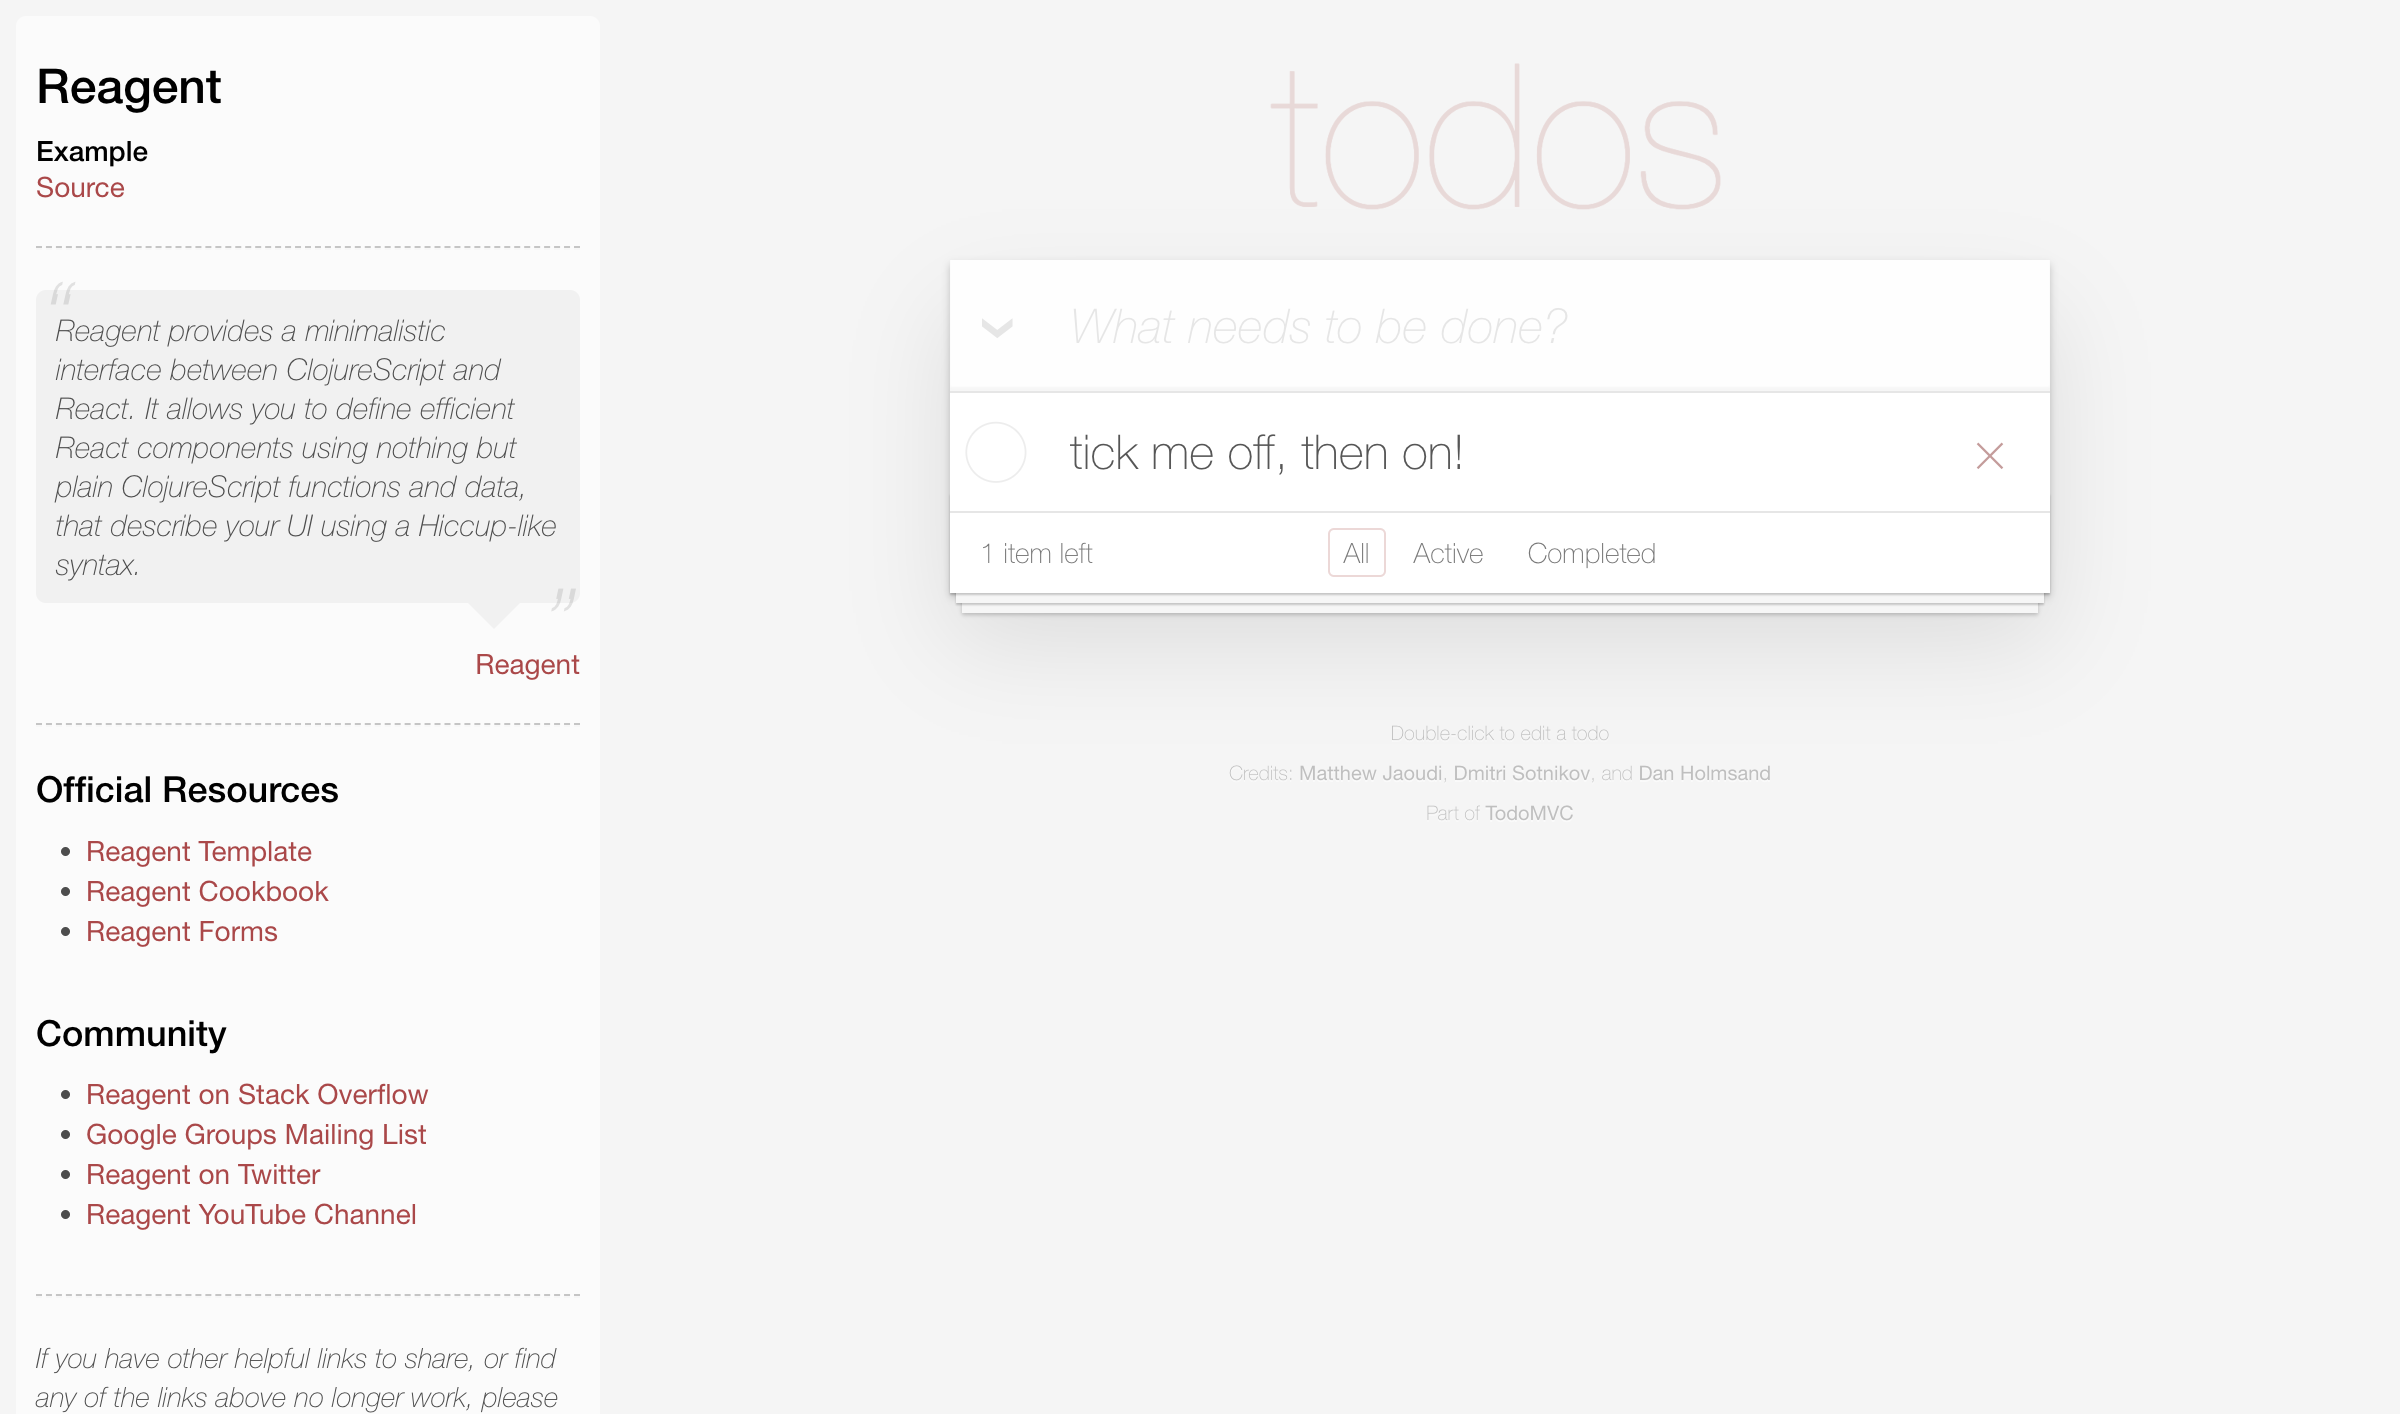 Reagent
Example
Source
“
Reagent provides a minimalistic
interface between ClojureScript and
React. It allows you to define efficient
React components using nothing but
plain ClojureScript functions and data,
that describe your UI using a Hiccup-like
syntax.
”
Reagent
Official Resources
• Reagent Template
• Reagent Cookbook
• Reagent Forms
Community
• Reagent on Stack Overflow
• Google Groups Mailing List
• Reagent on Twitter
• Reagent YouTube Channel
If you have other helpful links to share, or find
any of the links above no longer work, please
todos
What needs to be done?
tick me off, then on!
1 item left All Active Completed
Double-click to edit a todo
Credits: Matthew Jaoudi, Dmitri Sotnikov, and Dan Holmsand
Part of TodoMVC